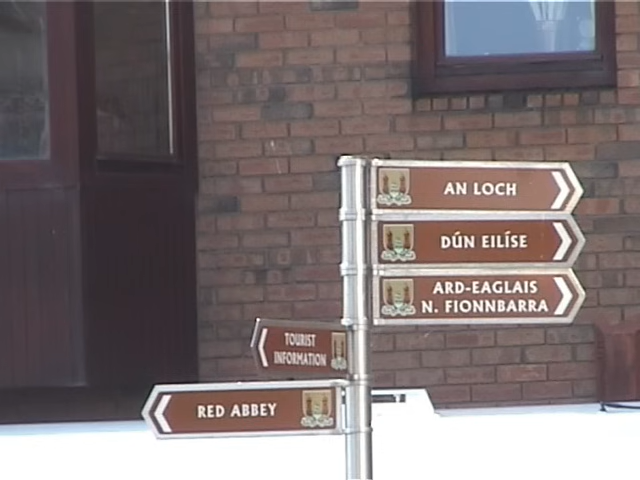 AN LOCH
DÚN EILÍSE
ARD-EAGLAIS
N. FIONNBARRA
TOURIST
INFORMATION
RED ABBEY